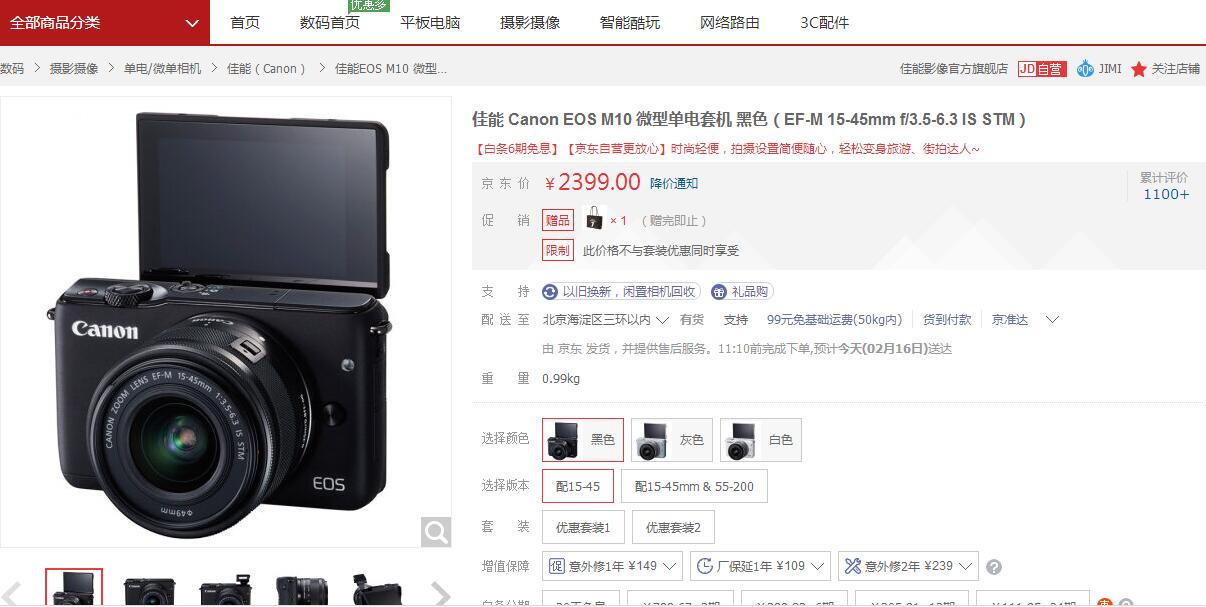 优惠多
全部商品分类 首页 数码首页 平板电脑 摄影摄像 智能酷玩 网络路由 3C配件
数码 > 摄影摄像 > 单电/微单相机 > 佳能（Canon） > 佳能EOS M10 微型... 佳能影像官方旗舰店 JD自营 JIMI 关注店铺
佳能 Canon EOS M10 微型单电套机 黑色（EF-M 15-45mm f/3.5-6.3 IS STM）
【白条6期免息】【京东自营更放心】时尚轻便，拍摄设置简便随心，轻松变身旅游、街拍达人~
京东价 ￥2399.00 降价通知 累计评价
1100+
促销 赠品 × 1 （赠完即止）
限制 此价格不与套装优惠同时享受
支持 以旧换新，闲置相机回收 礼品购
配送至 北京海淀区三环以内 有货 支持 99元免基础运费(50kg内) 货到付款 京准达
由 京东 发货，并提供售后服务。11:10前完成下单,预计今天(02月16日)送达
重量 0.99kg
选择颜色 黑色 灰色 白色
选择版本 配15-45 配15-45mm & 55-200
套装 优惠套装1 优惠套装2
增值保障 促 意外修1年 ¥149 厂保延1年 ¥109 意外修2年 ¥239 ?
Canon
CANON ZOOM LENS EF-M 15-45mm 1:3.5-6.3 IS STM
Φ49mm
EOS